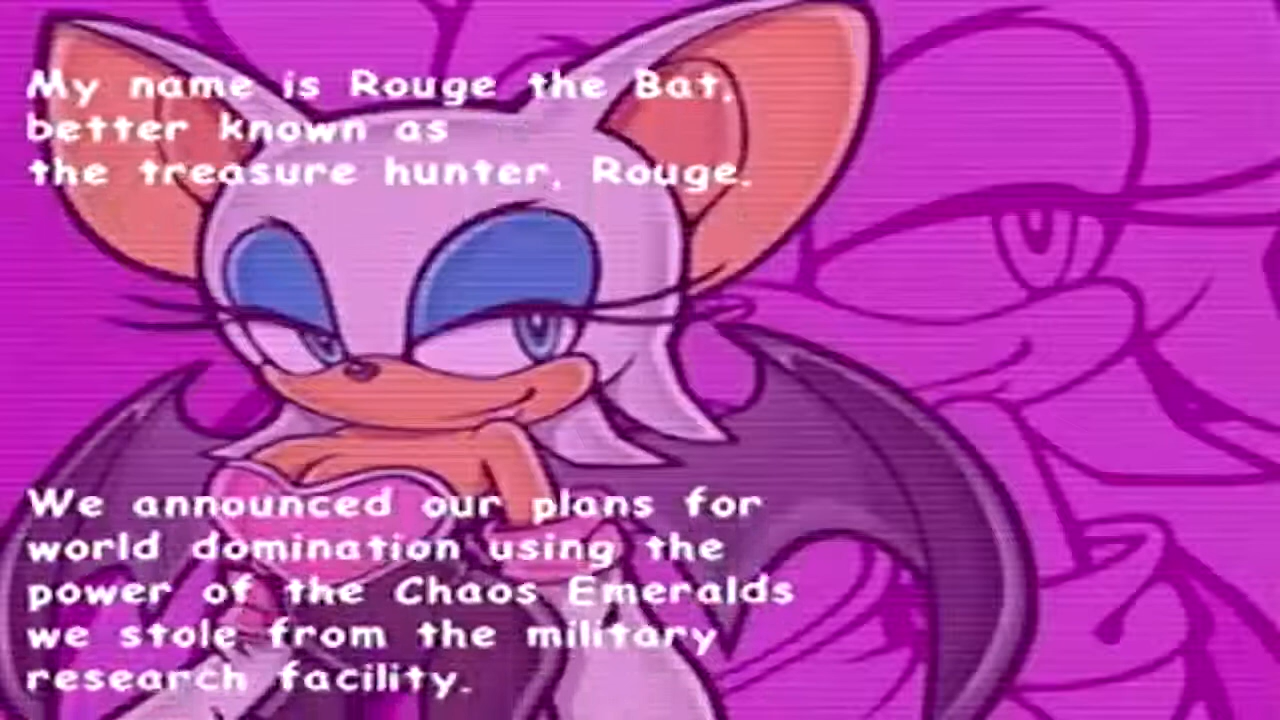 My name is Rouge the Bat,
better known as
the treasure hunter, Rouge.
We announced our plans for
world domination using the
power of the Chaos Emeralds
we stole from the military
research facility.